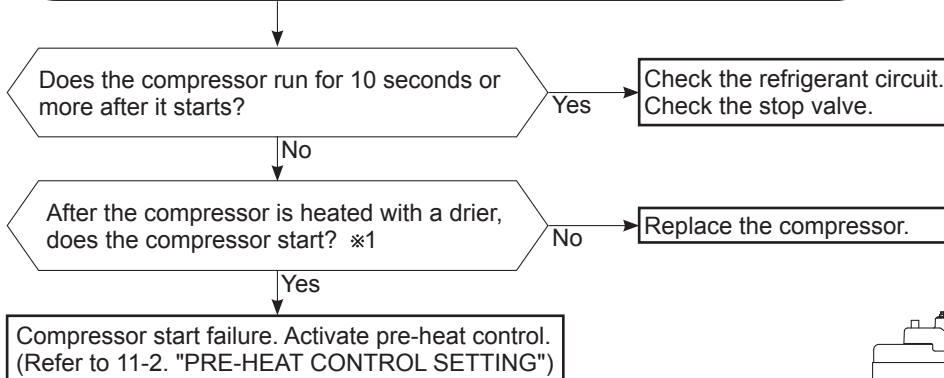 Does the compressor run for 10 seconds or
more after it starts?
Yes
Check the refrigerant circuit.
Check the stop valve.
No
After the compressor is heated with a drier,
does the compressor start? ※1
No
Replace the compressor.
Yes
Compressor start failure. Activate pre-heat control.
(Refer to 11-2. "PRE-HEAT CONTROL SETTING")